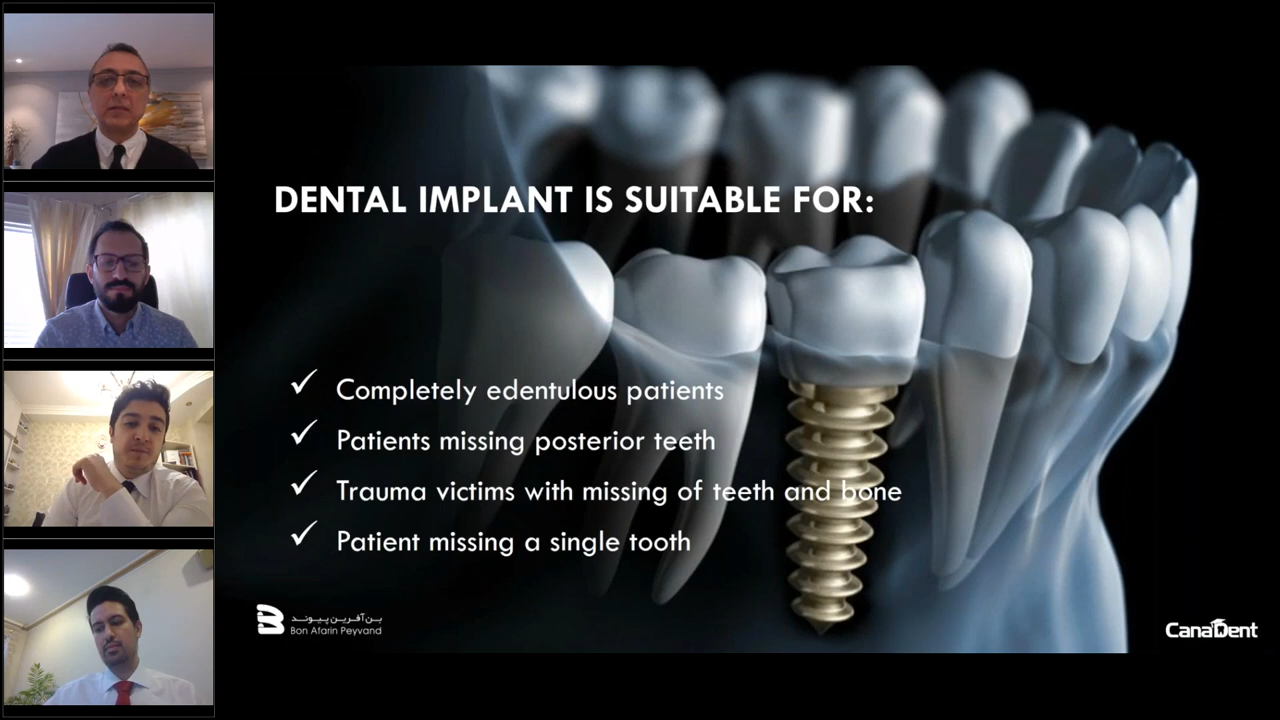 DENTAL IMPLANT IS SUITABLE FOR:
✓ Completely edentulous patients
✓ Patients missing posterior teeth
✓ Trauma victims with missing of teeth and bone
✓ Patient missing a single tooth
بن آفرین پیوند
Bon Afarin Peyvand
CanaDent